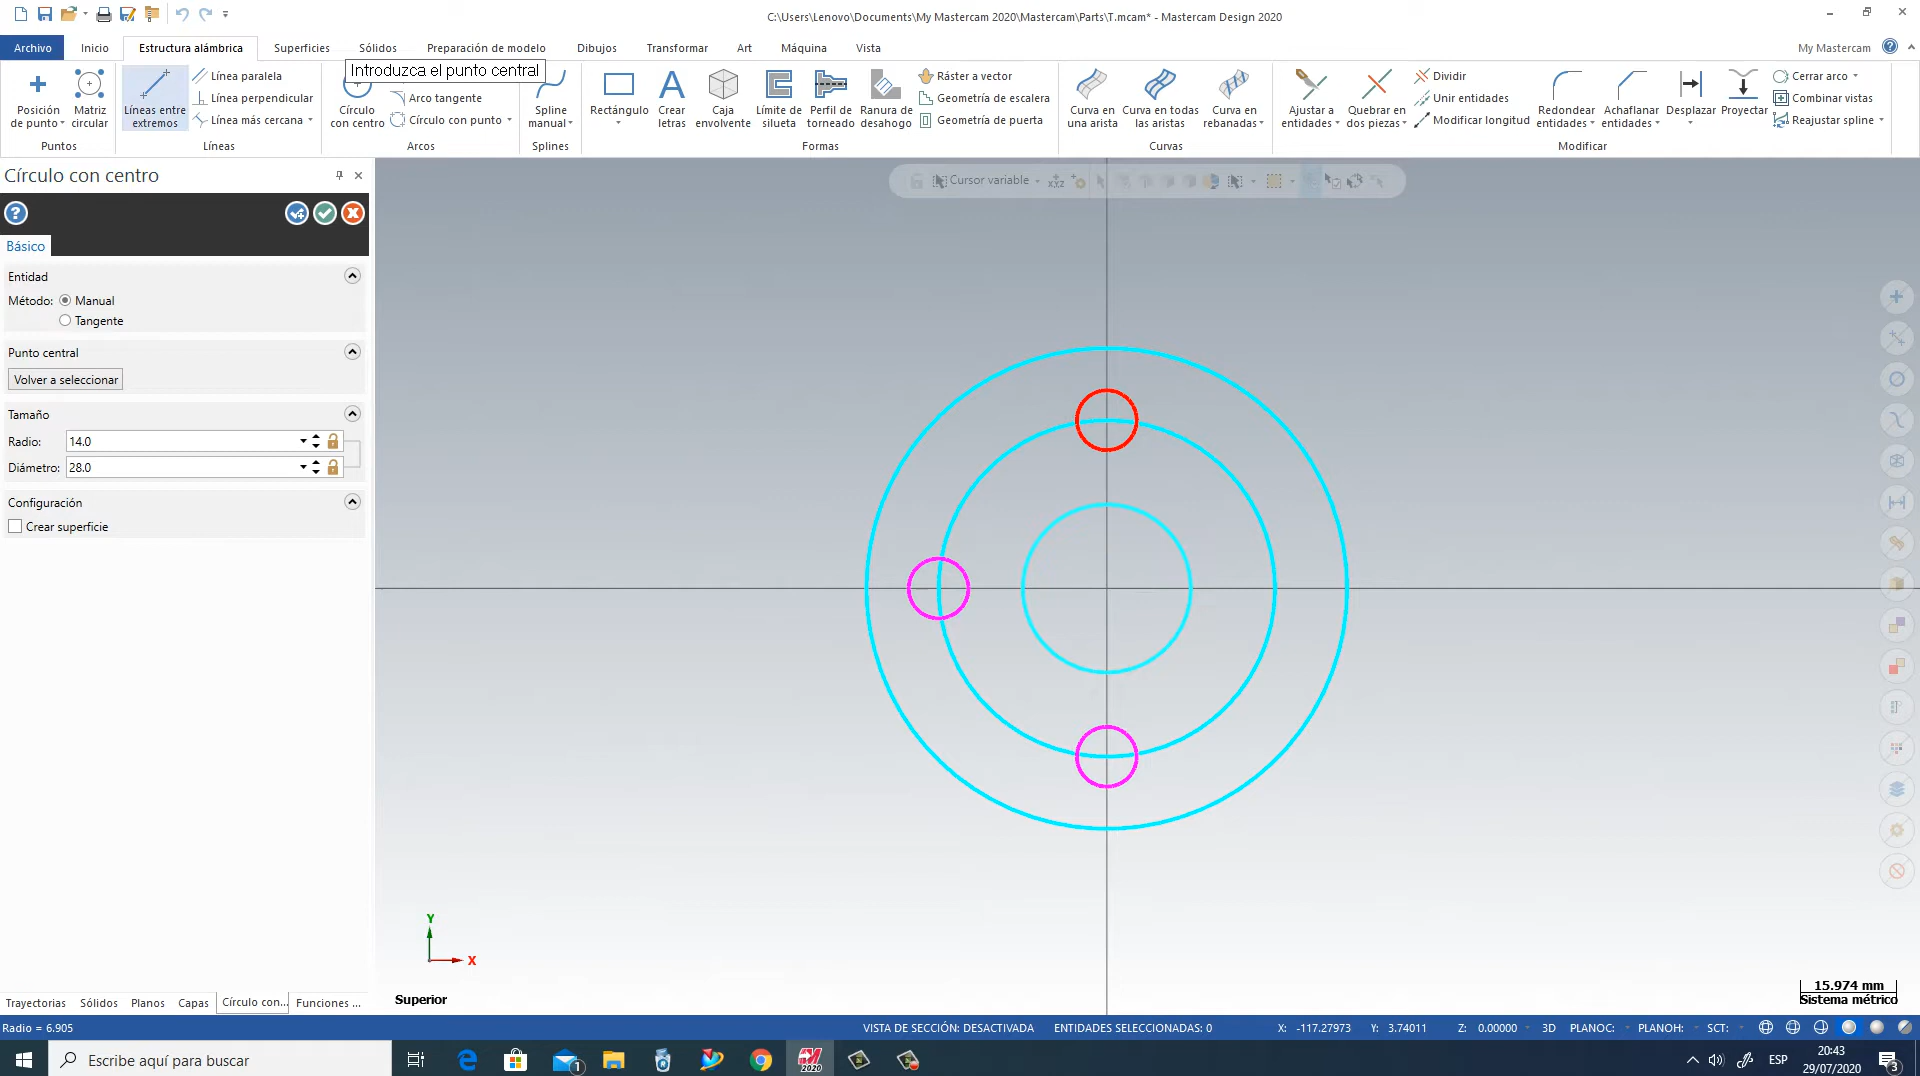 C:\Users\Lenovo\Documents\My Mastercam 2020\Mastercam\Parts\T.mcam* - Mastercam Design 2020
Archivo
Inicio
Estructura alámbrica
Superficies
Sólidos
Preparación de modelo
Dibujos
Transformar
Art
Máquina
Vista
My Mastercam
Introduzca el punto central
Posición
de punto
Matriz
circular
Puntos
Líneas entre
extremos
Línea paralela
Línea perpendicular
Línea más cercana
Líneas
Círculo
con centro
Arco tangente
Círculo con punto
Arcos
Spline
manual
Splines
Rectángulo
Crear
letras
Caja
envolvente
Límite de
silueta
Perfil de
torneado
Ranura de
desahogo
Ráster a vector
Geometría de escalera
Geometría de puerta
Formas
Curva en
una arista
Curva en todas
las aristas
Curva en
rebanadas
Curvas
Ajustar a
entidades
Quebrar en
dos piezas
Dividir
Unir entidades
Modificar longitud
Redondear
entidades
Achaflanar
entidades
Desplazar
Proyectar
Cerrar arco
Combinar vistas
Reajustar spline
Modificar
Círculo con centro
Cursor variable
Básico
Entidad
Método:
Manual
Tangente
Punto central
Volver a seleccionar
Tamaño
Radio:
14.0
Diámetro:
28.0
Configuración
Crear superficie
Y
X
Superior
15.974 mm
Sistema métrico
Trayectorias
Sólidos
Planos
Capas
Círculo con...
Funciones ...
Radio = 6.905
VISTA DE SECCIÓN: DESACTIVADA
ENTIDADES SELECCIONADAS: 0
X: -117.27973
Y: 3.74011
Z: 0.00000
3D
PLANOC:
PLANOH:
SCT:
Escribe aquí para buscar
1
2020
ESP
20:43
29/07/2020
3